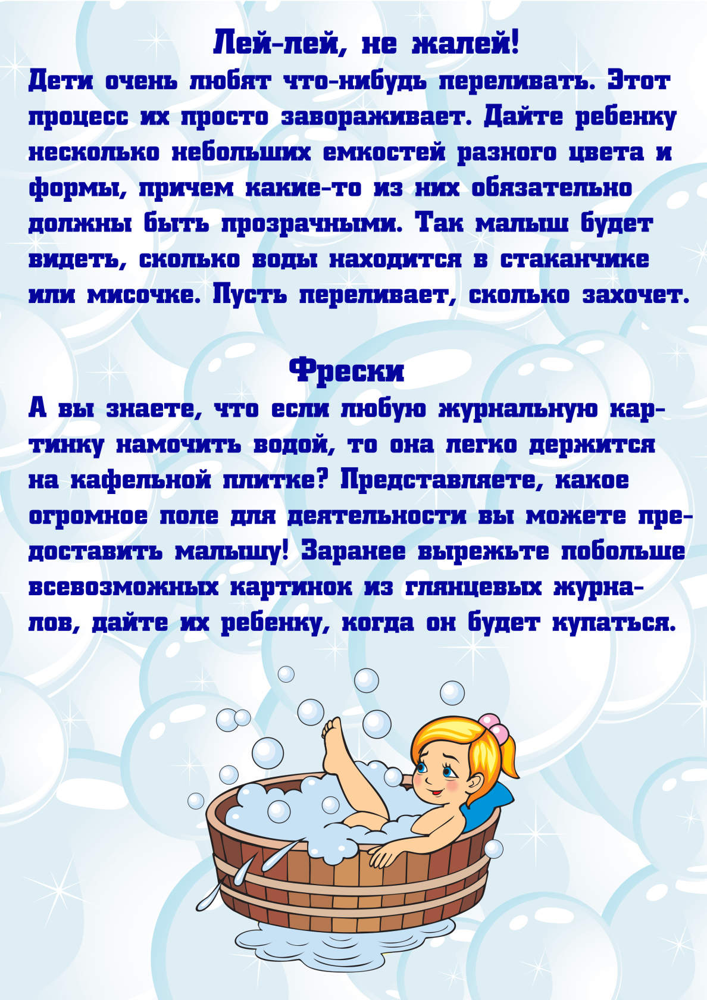 Лей-лей, не жалей!
Дети очень любят что-нибудь переливать. Этот
процесс их просто завораживает. Дайте ребенку
несколько небольших емкостей разного цвета и
формы, причем какие-то из них обязательно
должны быть прозрачными. Так малыш будет
видеть, сколько воды находится в стаканчике
или мисочке. Пусть переливает, сколько захочет.
Фрески
А вы знаете, что если любую журнальную кар-
тинку намочить водой, то она легко держится
на кафельной плитке? Представляете, какое
огромное поле для деятельности вы можете пре-
доставить малышу! Заранее вырежьте побольше
всевозможных картинок из глянцевых журна-
лов, дайте их ребенку, когда он будет купаться.